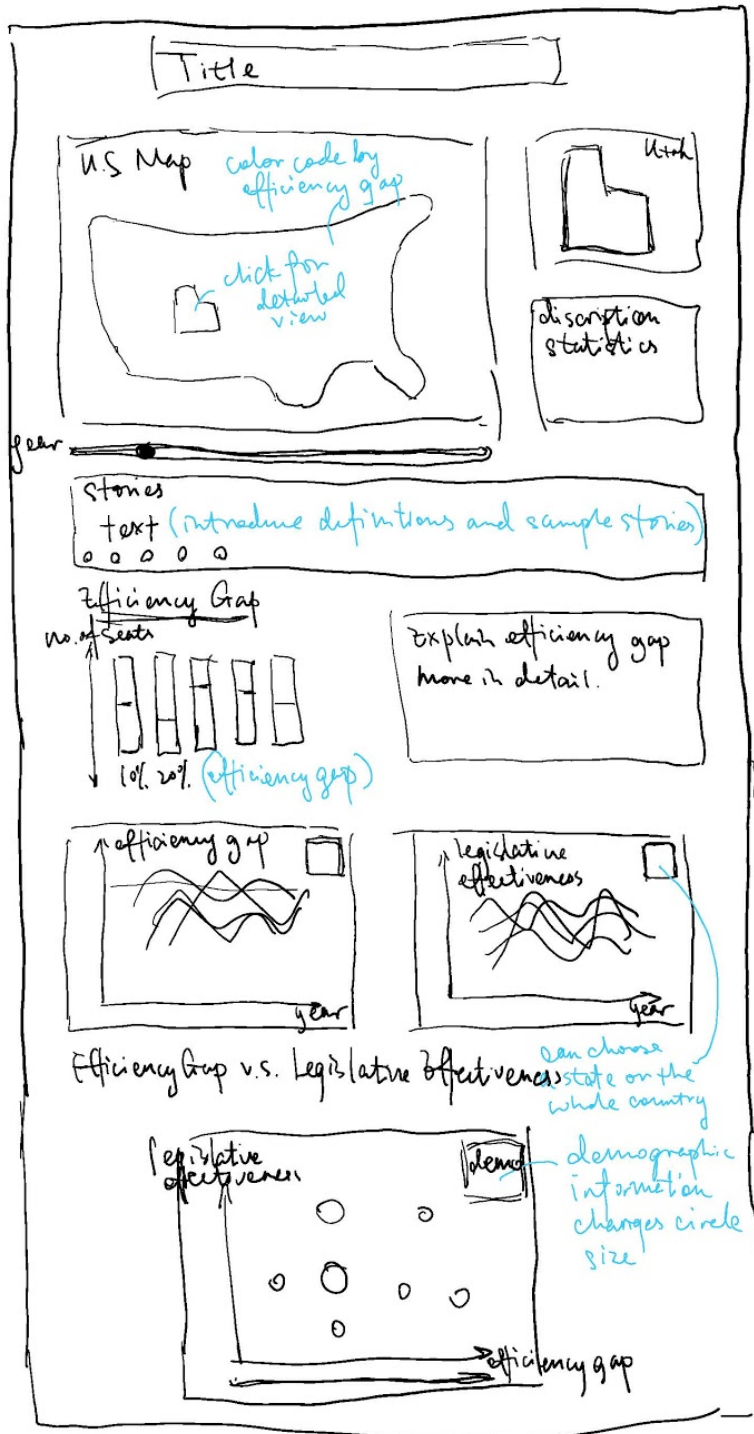 Title
U.S Map
color code by
efficiency gap
click for
detailed
view
Utah
discription
statistics
year
Stories
text (introduce definitions and sample stories)
Efficiency Gap
no. of Seats
10% 20% (efficiency gap)
Explain efficiency gap
more in detail.
efficiency gap
year
legislative
effectiveness
year
can choose
a state or the
whole country
Efficiency Gap v.s. Legislative Effectiveness
legislative
effectiveness
demo
demographic
information
changes circle
size
efficiency gap